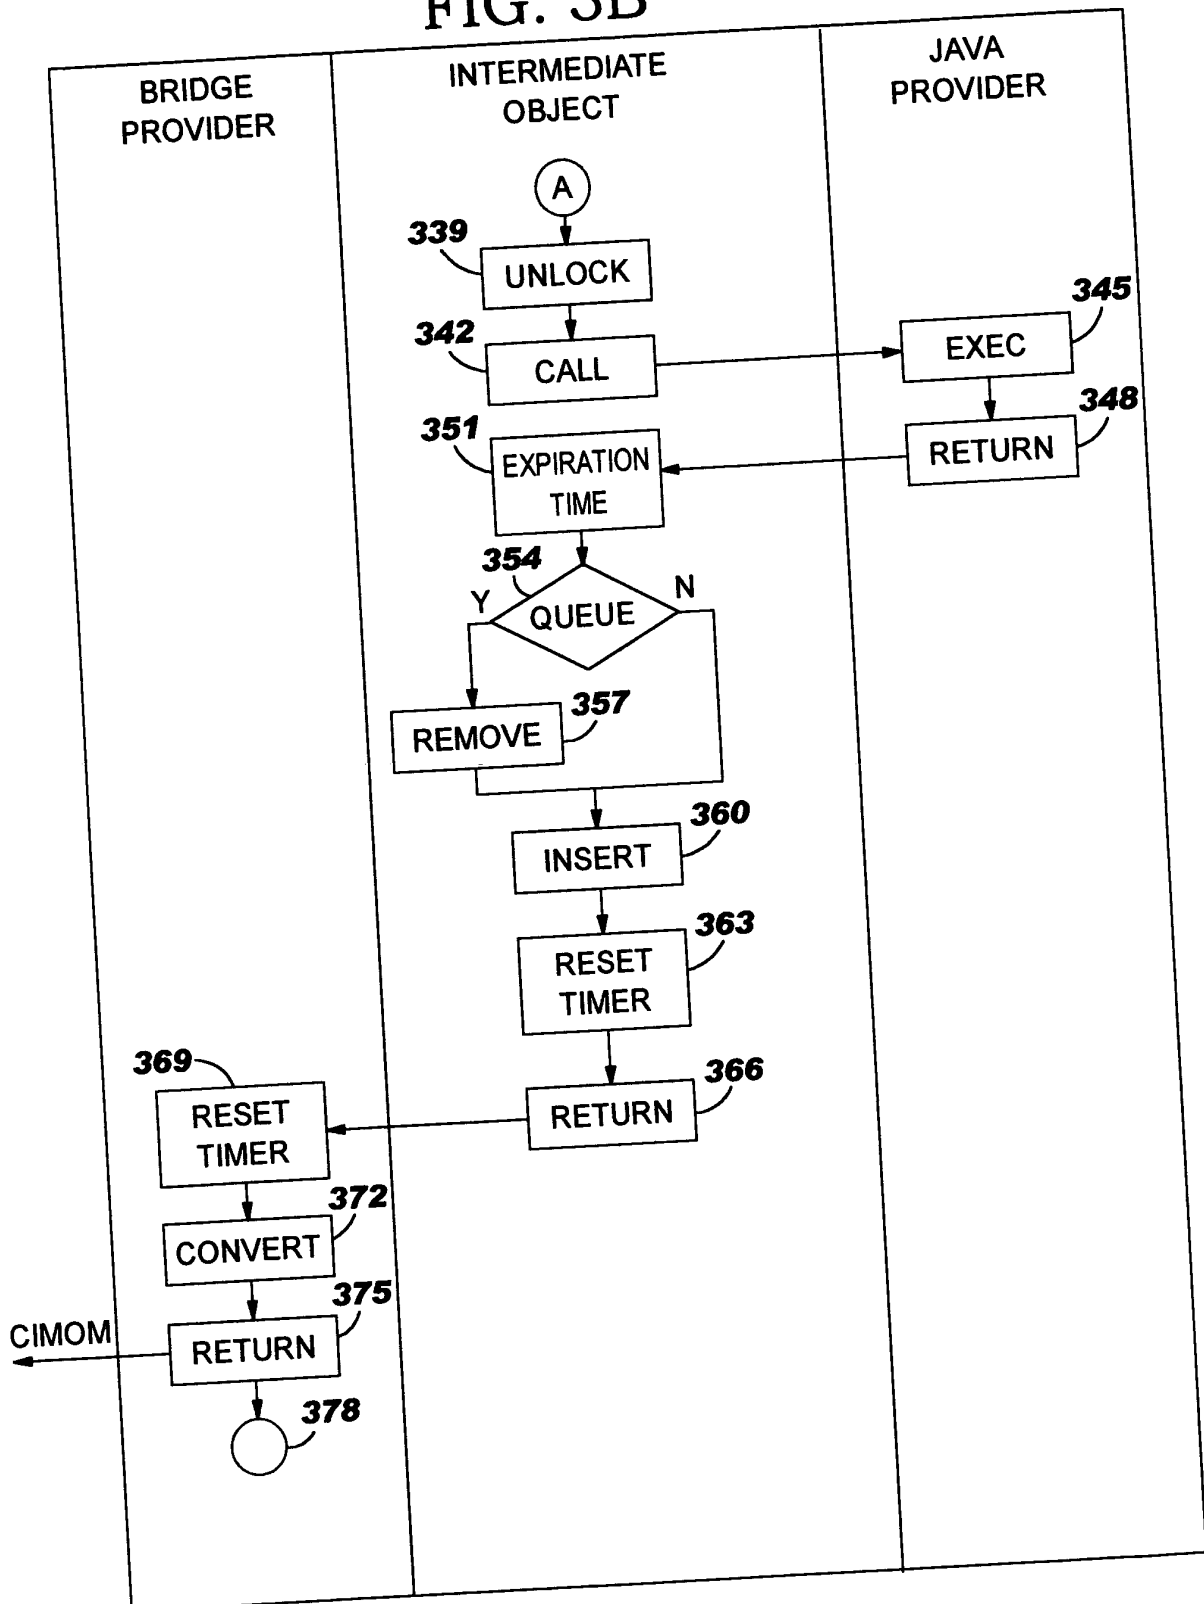 FIG. 3B
BRIDGE
PROVIDER
INTERMEDIATE
OBJECT
JAVA
PROVIDER
A
339
UNLOCK
342
CALL
345
EXEC
348
RETURN
351
EXPIRATION
TIME
354
QUEUE
Y
N
357
REMOVE
360
INSERT
363
RESET
TIMER
366
RETURN
369
RESET
TIMER
372
CONVERT
375
RETURN
CIMOM
378